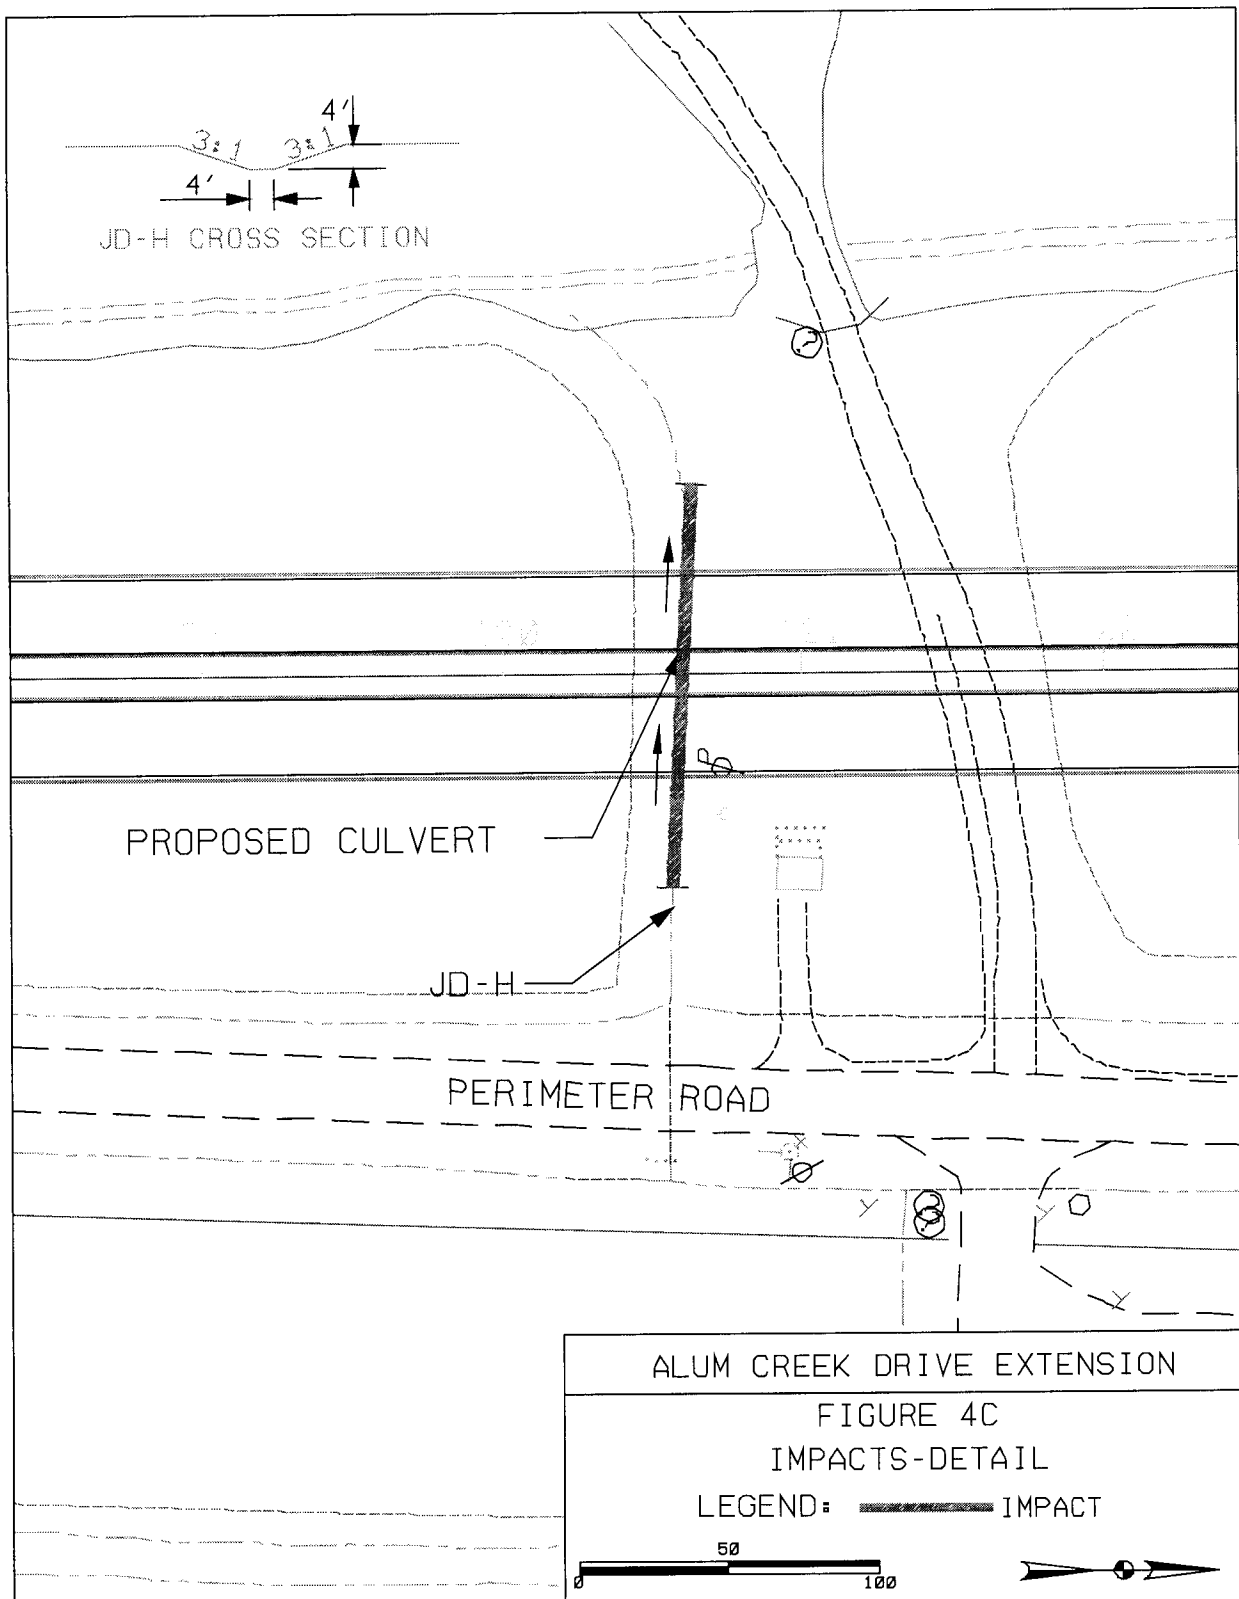 4'
3:1 3:1
4'
JD-H CROSS SECTION
PROPOSED CULVERT
JD-H
PERIMETER ROAD
ALUM CREEK DRIVE EXTENSION
FIGURE 4C
IMPACTS-DETAIL
LEGEND: IMPACT
50
0 100